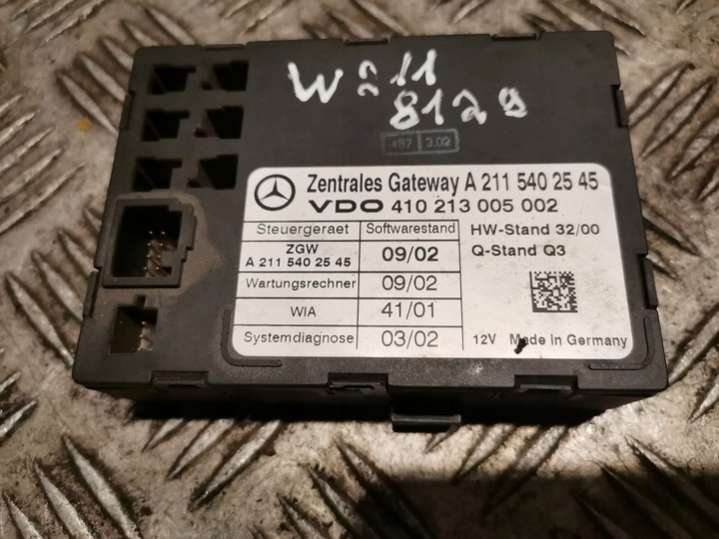 W211
8129
3.02
Zentrales Gateway A 211 540 25 45
VDO 410 213 005 002
Steuergeraet Softwarestand HW-Stand 32/00
ZGW
A 211 540 25 45 09/02 Q-Stand Q3
Wartungsrechner 09/02
WIA 41/01
Systemdiagnose 03/02 12V Made in Germany